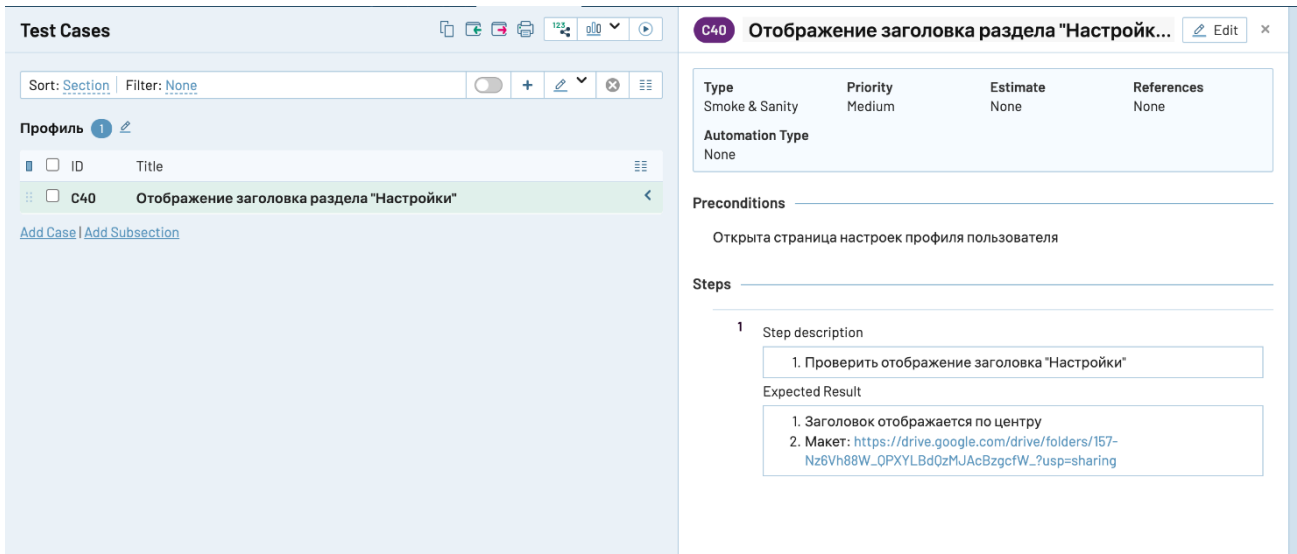 Test Cases
Sort: Section | Filter: None
Профиль 1
ID Title
C40 Отображение заголовка раздела "Настройки"
Add Case | Add Subsection
C40 Отображение заголовка раздела "Настройк... Edit ×
Type Priority Estimate References
Smoke & Sanity Medium None None
Automation Type
None
Preconditions
Открыта страница настроек профиля пользователя
Steps
1 Step description
1. Проверить отображение заголовка "Настройки"
Expected Result
1. Заголовок отображается по центру
2. Макет: https://drive.google.com/drive/folders/157-
Nz6Vh88W_QPXYLBdQzMJAcBzgcfW_?usp=sharing